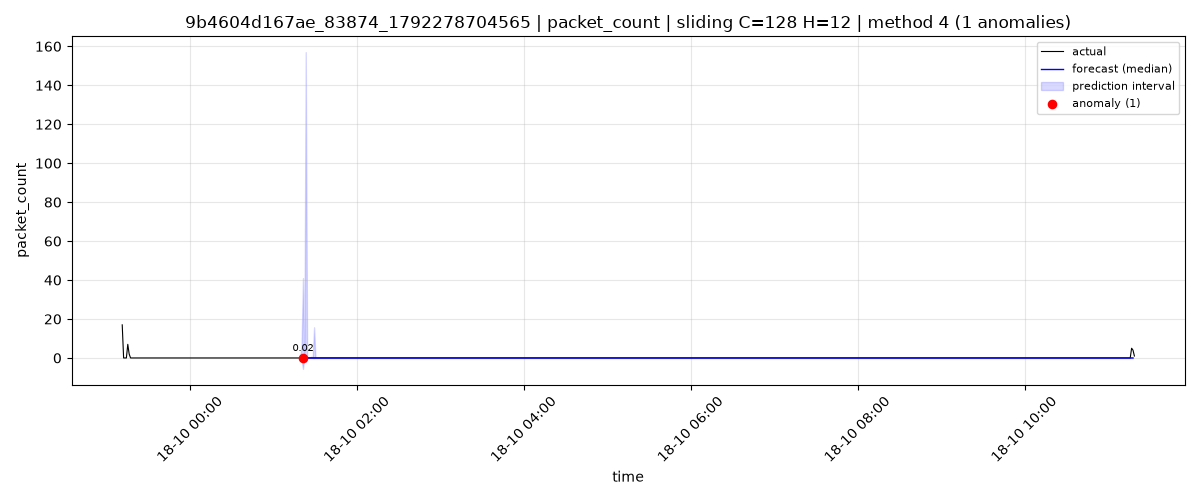 9b4604d167ae_83874_1792278704565 | packet_count | sliding C=128 H=12 | method 4 (1 anomalies)
actual
forecast (median)
prediction interval
anomaly (1)
160
140
120
100
80
60
40
20
0
packet_count
0.02
18-10 00:00
18-10 02:00
18-10 04:00
18-10 06:00
18-10 08:00
18-10 10:00
time